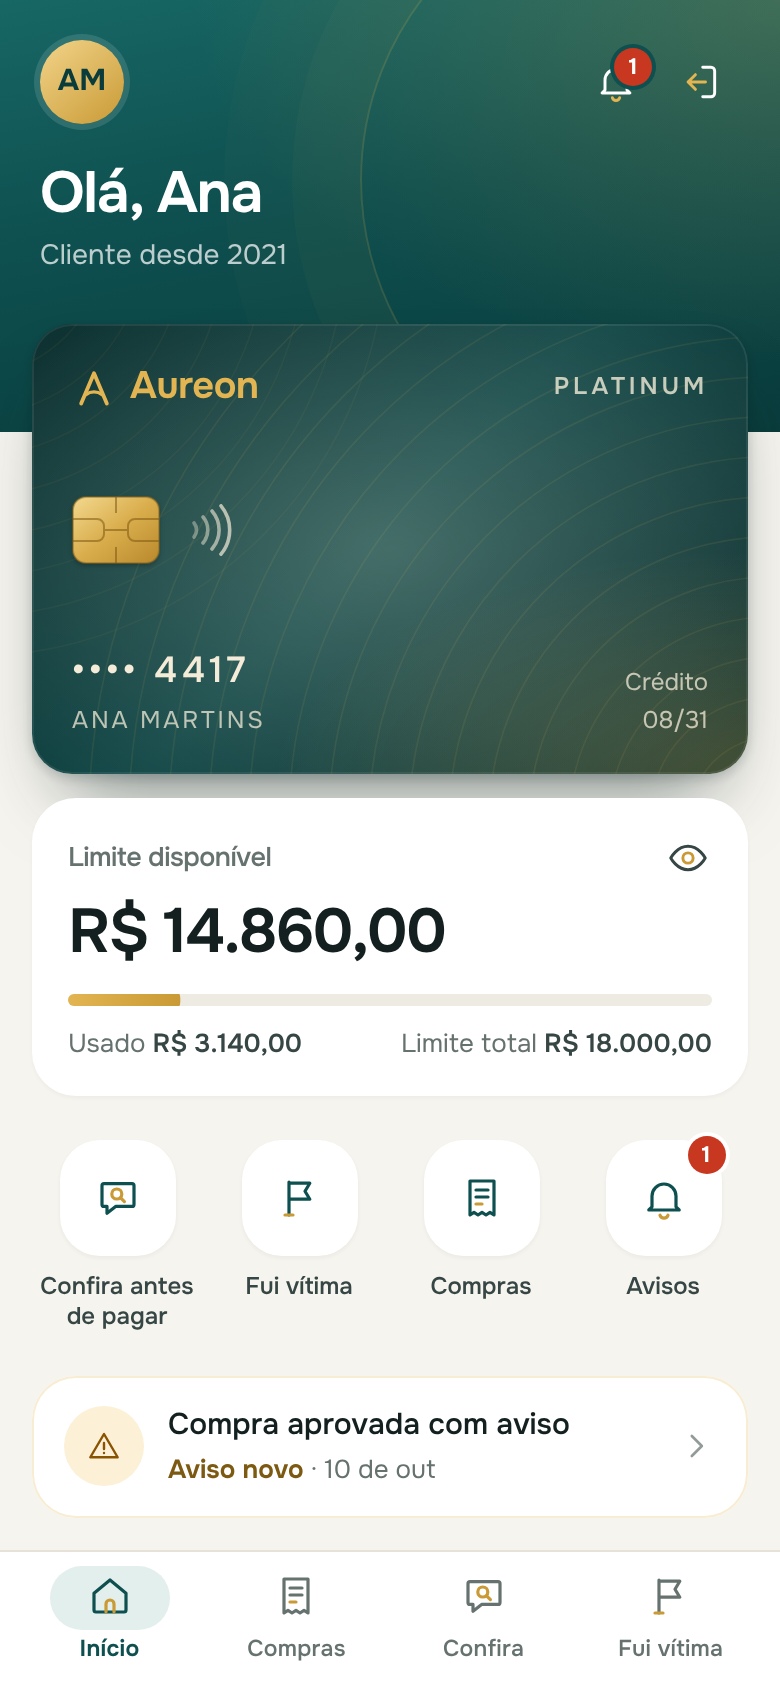 AM
1
Olá, Ana
Cliente desde 2021
Aureon
PLATINUM
•••• 4417
ANA MARTINS
Crédito
08/31
Limite disponível
R$ 14.860,00
Usado R$ 3.140,00
Limite total R$ 18.000,00
1
Confira antes
de pagar
Fui vítima
Compras
Avisos
Compra aprovada com aviso
Aviso novo · 10 de out
Início
Compras
Confira
Fui vítima